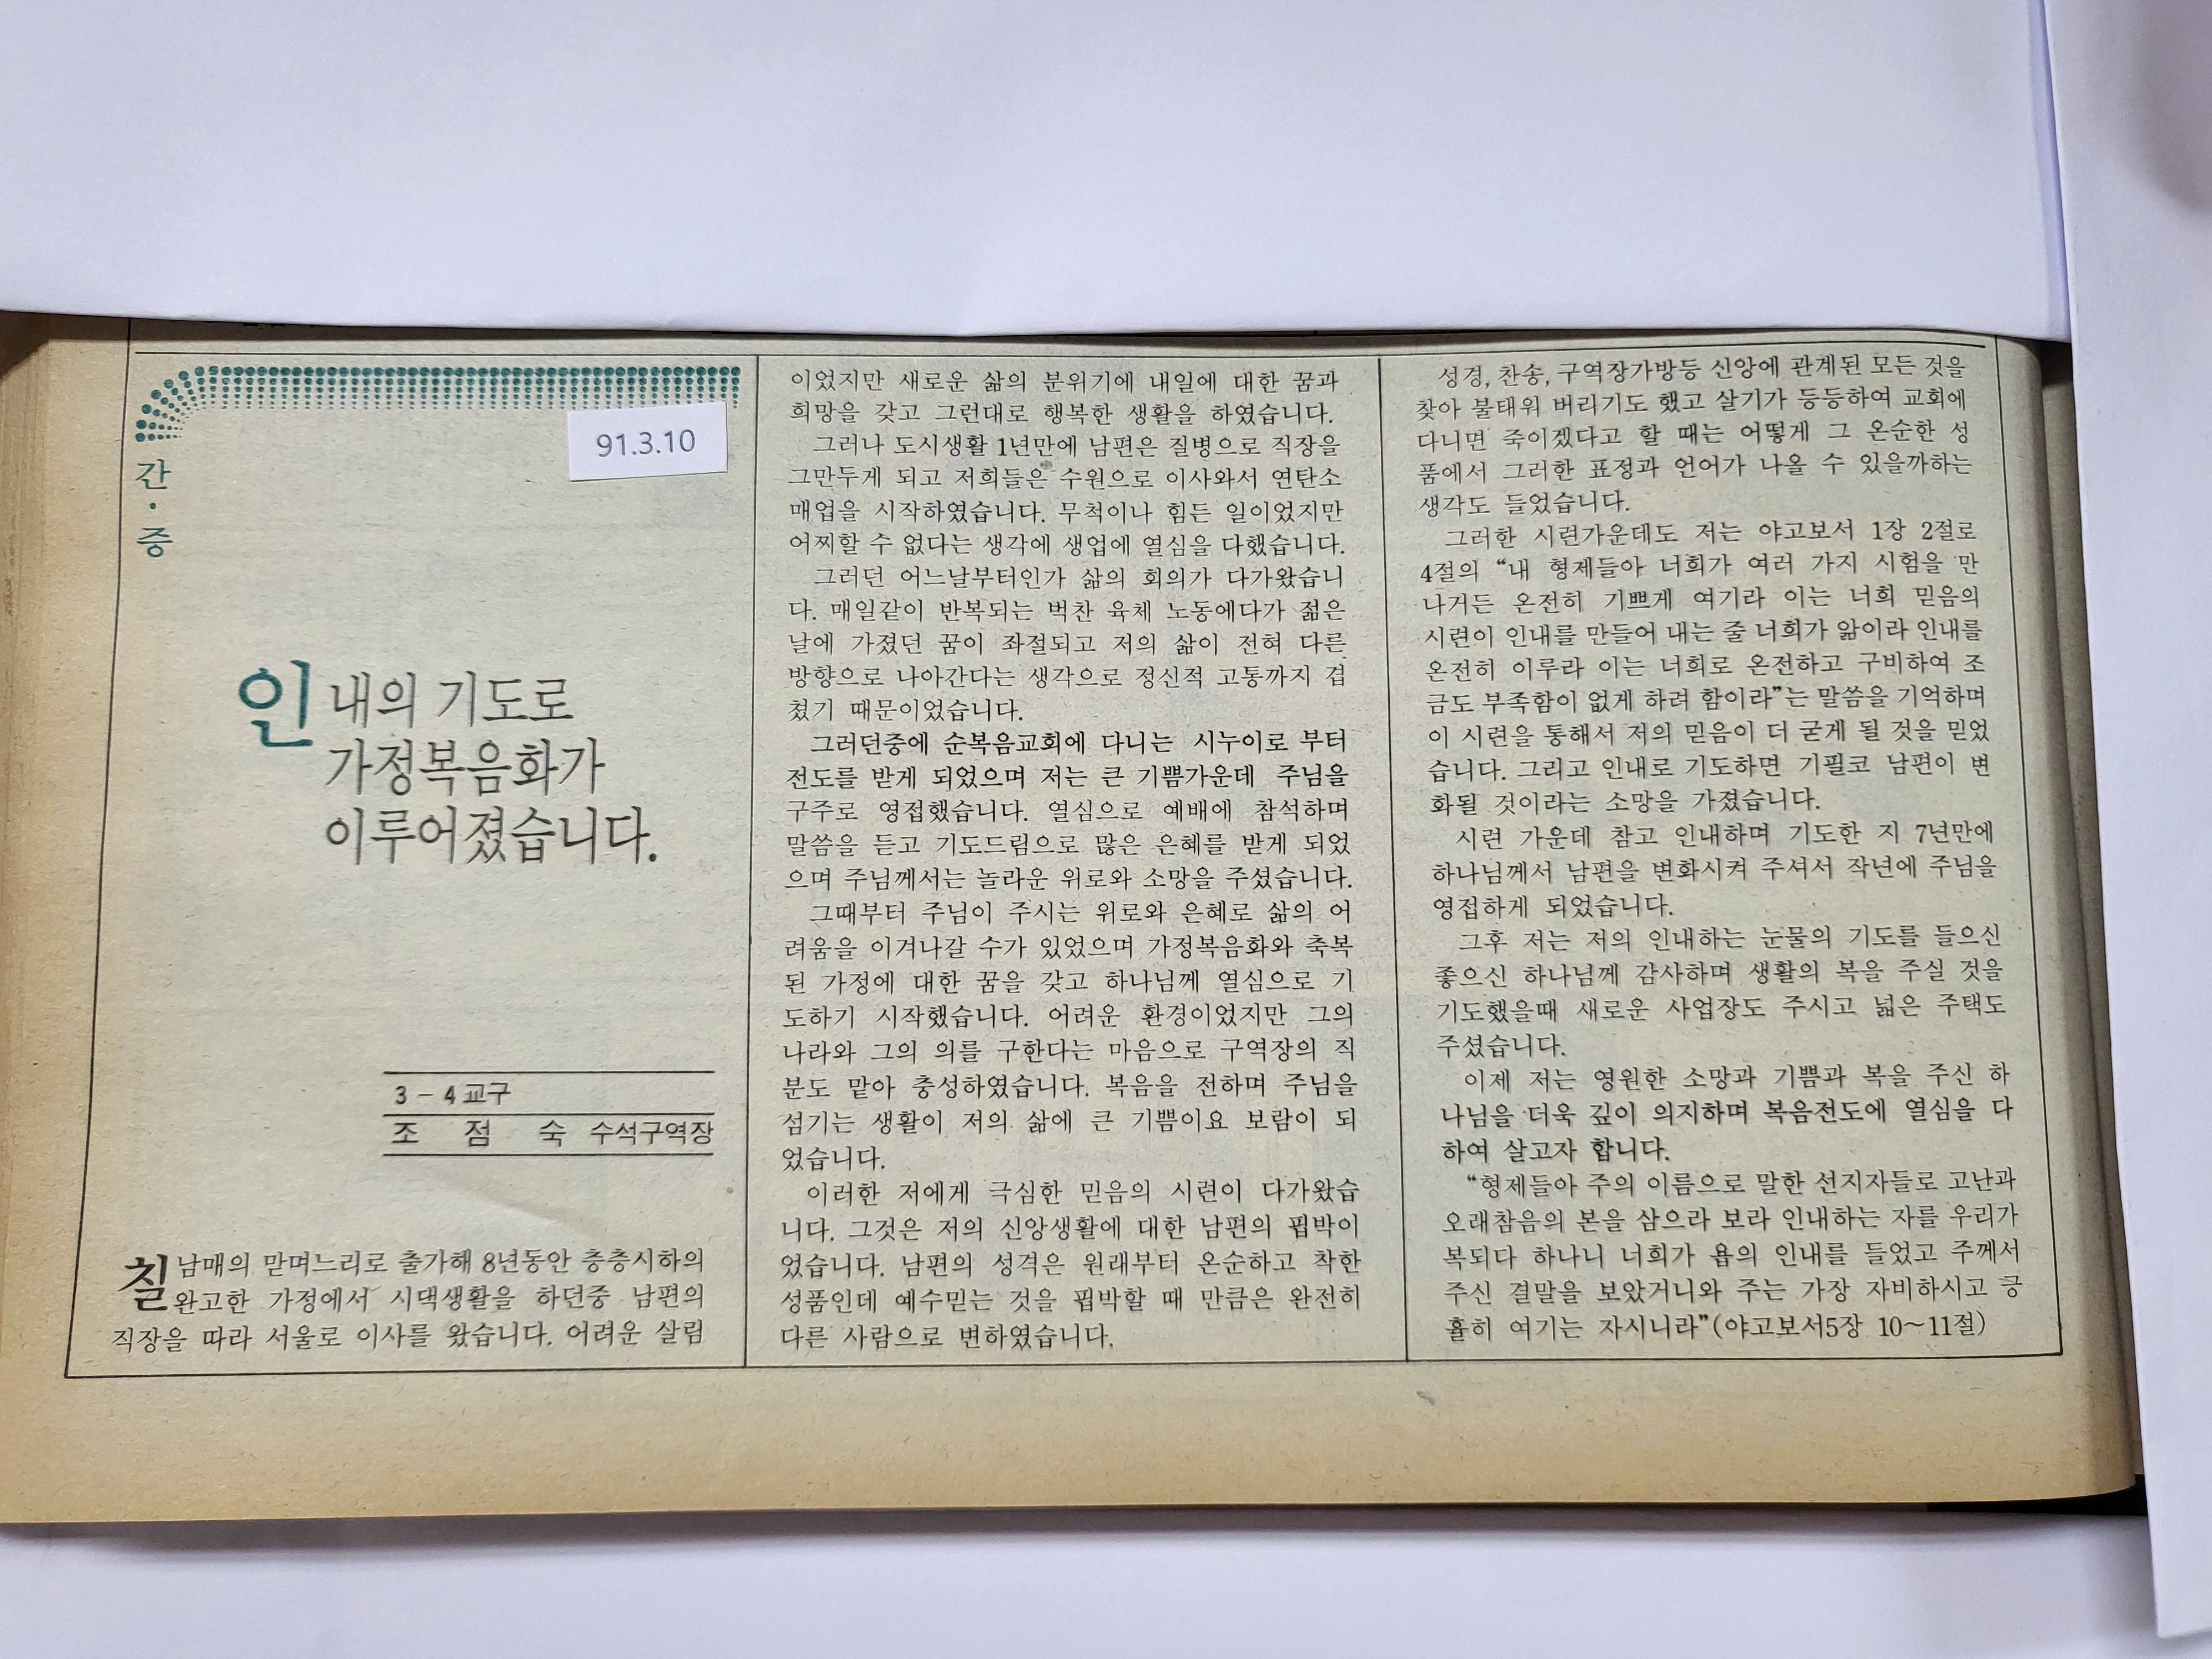 91.3.10
간·증
인내의 기도로
가정복음화가
이루어졌습니다.
3-4교구
조 점 숙 수석구역장
칠남매의 맏며느리로 출가해 8년동안 층층시하의
완고한 가정에서 시댁생활을 하던중 남편의
직장을 따라 서울로 이사를 왔습니다. 어려운 살림
이었지만 새로운 삶의 분위기에 내일에 대한 꿈과
희망을 갖고 그런대로 행복한 생활을 하였습니다.
그러나 도시생활 1년만에 남편은 질병으로 직장을
그만두게 되고 저희들은 수원으로 이사와서 연탄소
매업을 시작하였습니다. 무척이나 힘든 일이었지만
어찌할 수 없다는 생각에 생업에 열심을 다했습니다.
그러던 어느날부터인가 삶의 회의가 다가왔습니
다. 매일같이 반복되는 벅찬 육체 노동에다가 젊은
날에 가졌던 꿈이 좌절되고 저의 삶이 전혀 다른
방향으로 나아간다는 생각으로 정신적 고통까지 겹
쳤기 때문이었습니다.
그러던중에 순복음교회에 다니는 시누이로 부터
전도를 받게 되었으며 저는 큰 기쁨가운데 주님을
구주로 영접했습니다. 열심으로 예배에 참석하며
말씀을 듣고 기도드림으로 많은 은혜를 받게 되었
으며 주님께서는 놀라운 위로와 소망을 주셨습니다.
그때부터 주님이 주시는 위로와 은혜로 삶의 어
려움을 이겨나갈 수가 있었으며 가정복음화와 축복
된 가정에 대한 꿈을 갖고 하나님께 열심으로 기
도하기 시작했습니다. 어려운 환경이었지만 그의
나라와 그의 의를 구한다는 마음으로 구역장의 직
분도 맡아 충성하였습니다. 복음을 전하며 주님을
섬기는 생활이 저의 삶에 큰 기쁨이요 보람이 되
었습니다.
이러한 저에게 극심한 믿음의 시련이 다가왔습
니다. 그것은 저의 신앙생활에 대한 남편의 핍박이
었습니다. 남편의 성격은 원래부터 온순하고 착한
성품인데 예수믿는 것을 핍박할 때 만큼은 완전히
다른 사람으로 변하였습니다.
성경, 찬송, 구역장가방등 신앙에 관계된 모든 것을
찾아 불태워 버리기도 했고 살기가 등등하여 교회에
다니면 죽이겠다고 할 때는 어떻게 그 온순한 성
품에서 그러한 표정과 언어가 나올 수 있을까하는
생각도 들었습니다.
그러한 시련가운데도 저는 야고보서 1장 2절로
4절의 “내 형제들아 너희가 여러 가지 시험을 만
나거든 온전히 기쁘게 여기라 이는 너희 믿음의
시련이 인내를 만들어 내는 줄 너희가 앎이라 인내를
온전히 이루라 이는 너희로 온전하고 구비하여 조
금도 부족함이 없게 하려 함이라”는 말씀을 기억하며
이 시련을 통해서 저의 믿음이 더 굳게 될 것을 믿었
습니다. 그리고 인내로 기도하면 기필코 남편이 변
화될 것이라는 소망을 가졌습니다.
시련 가운데 참고 인내하며 기도한 지 7년만에
하나님께서 남편을 변화시켜 주셔서 작년에 주님을
영접하게 되었습니다.
그후 저는 저의 인내하는 눈물의 기도를 들으신
좋으신 하나님께 감사하며 생활의 복을 주실 것을
기도했을때 새로운 사업장도 주시고 넓은 주택도
주셨습니다.
이제 저는 영원한 소망과 기쁨과 복을 주신 하
나님을 더욱 깊이 의지하며 복음전도에 열심을 다
하여 살고자 합니다.
“형제들아 주의 이름으로 말한 선지자들로 고난과
오래참음의 본을 삼으라 보라 인내하는 자를 우리가
복되다 하나니 너희가 욥의 인내를 들었고 주께서
주신 결말을 보았거니와 주는 가장 자비하시고 긍
휼히 여기는 자시니라”(야고보서5장 10~11절)